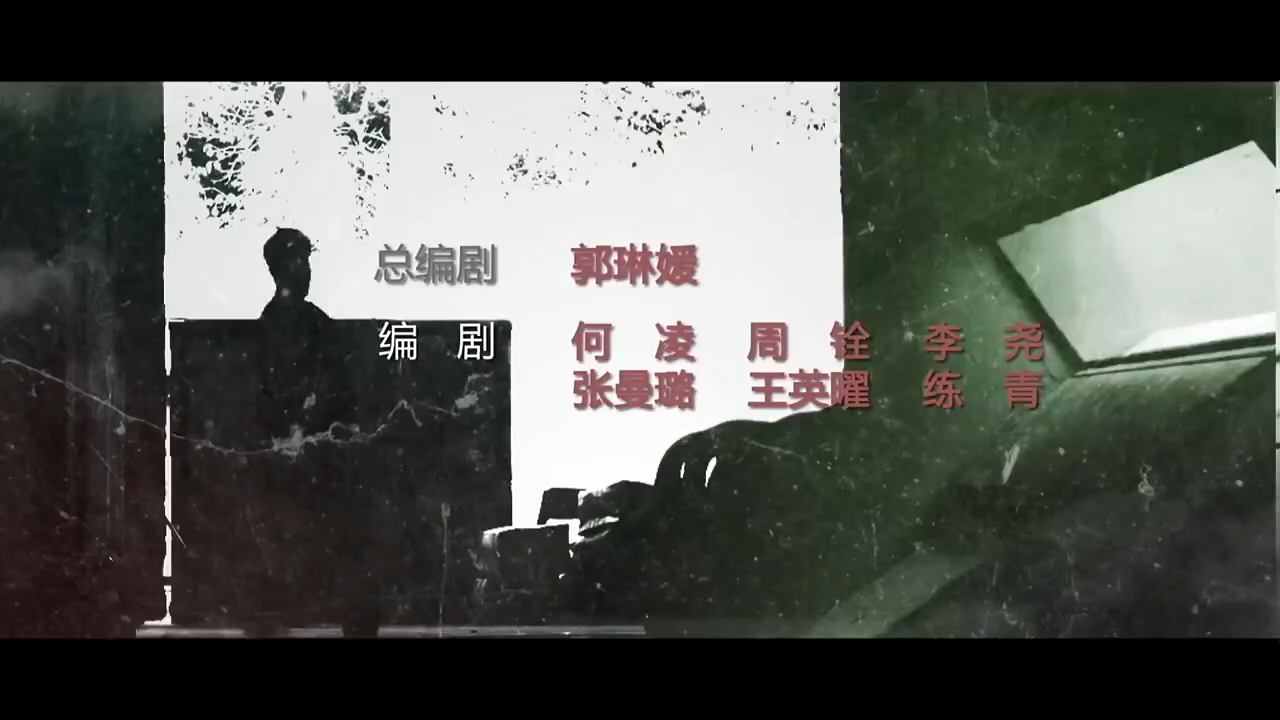 总编剧 郭琳媛
编 剧 何 凌 周 铨 李 尧
张曼璐 王英曜 练 青